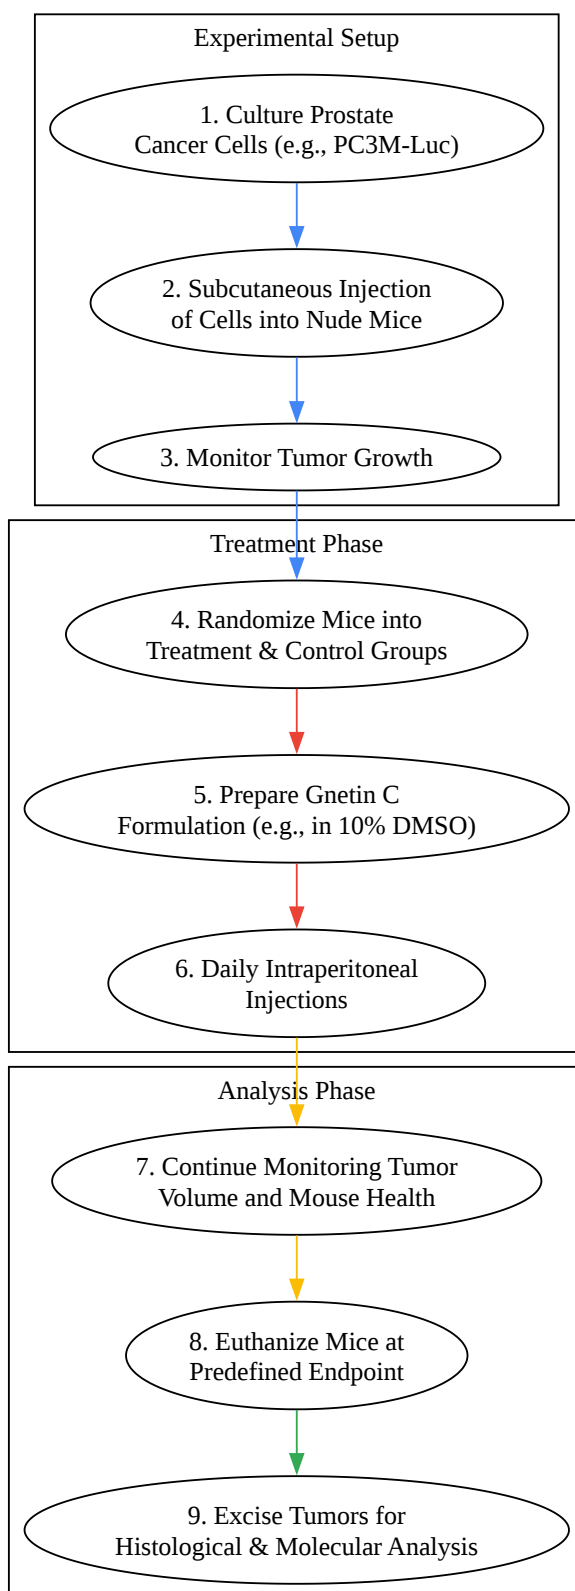 Experimental Setup
1. Culture Prostate
Cancer Cells (e.g., PC3M-Luc)
2. Subcutaneous Injection
of Cells into Nude Mice
3. Monitor Tumor Growth
Treatment Phase
4. Randomize Mice into
Treatment & Control Groups
5. Prepare Gnetin C
Formulation (e.g., in 10% DMSO)
6. Daily Intraperitoneal
Injections
Analysis Phase
7. Continue Monitoring Tumor
Volume and Mouse Health
8. Euthanize Mice at
Predefined Endpoint
9. Excise Tumors for
Histological & Molecular Analysis